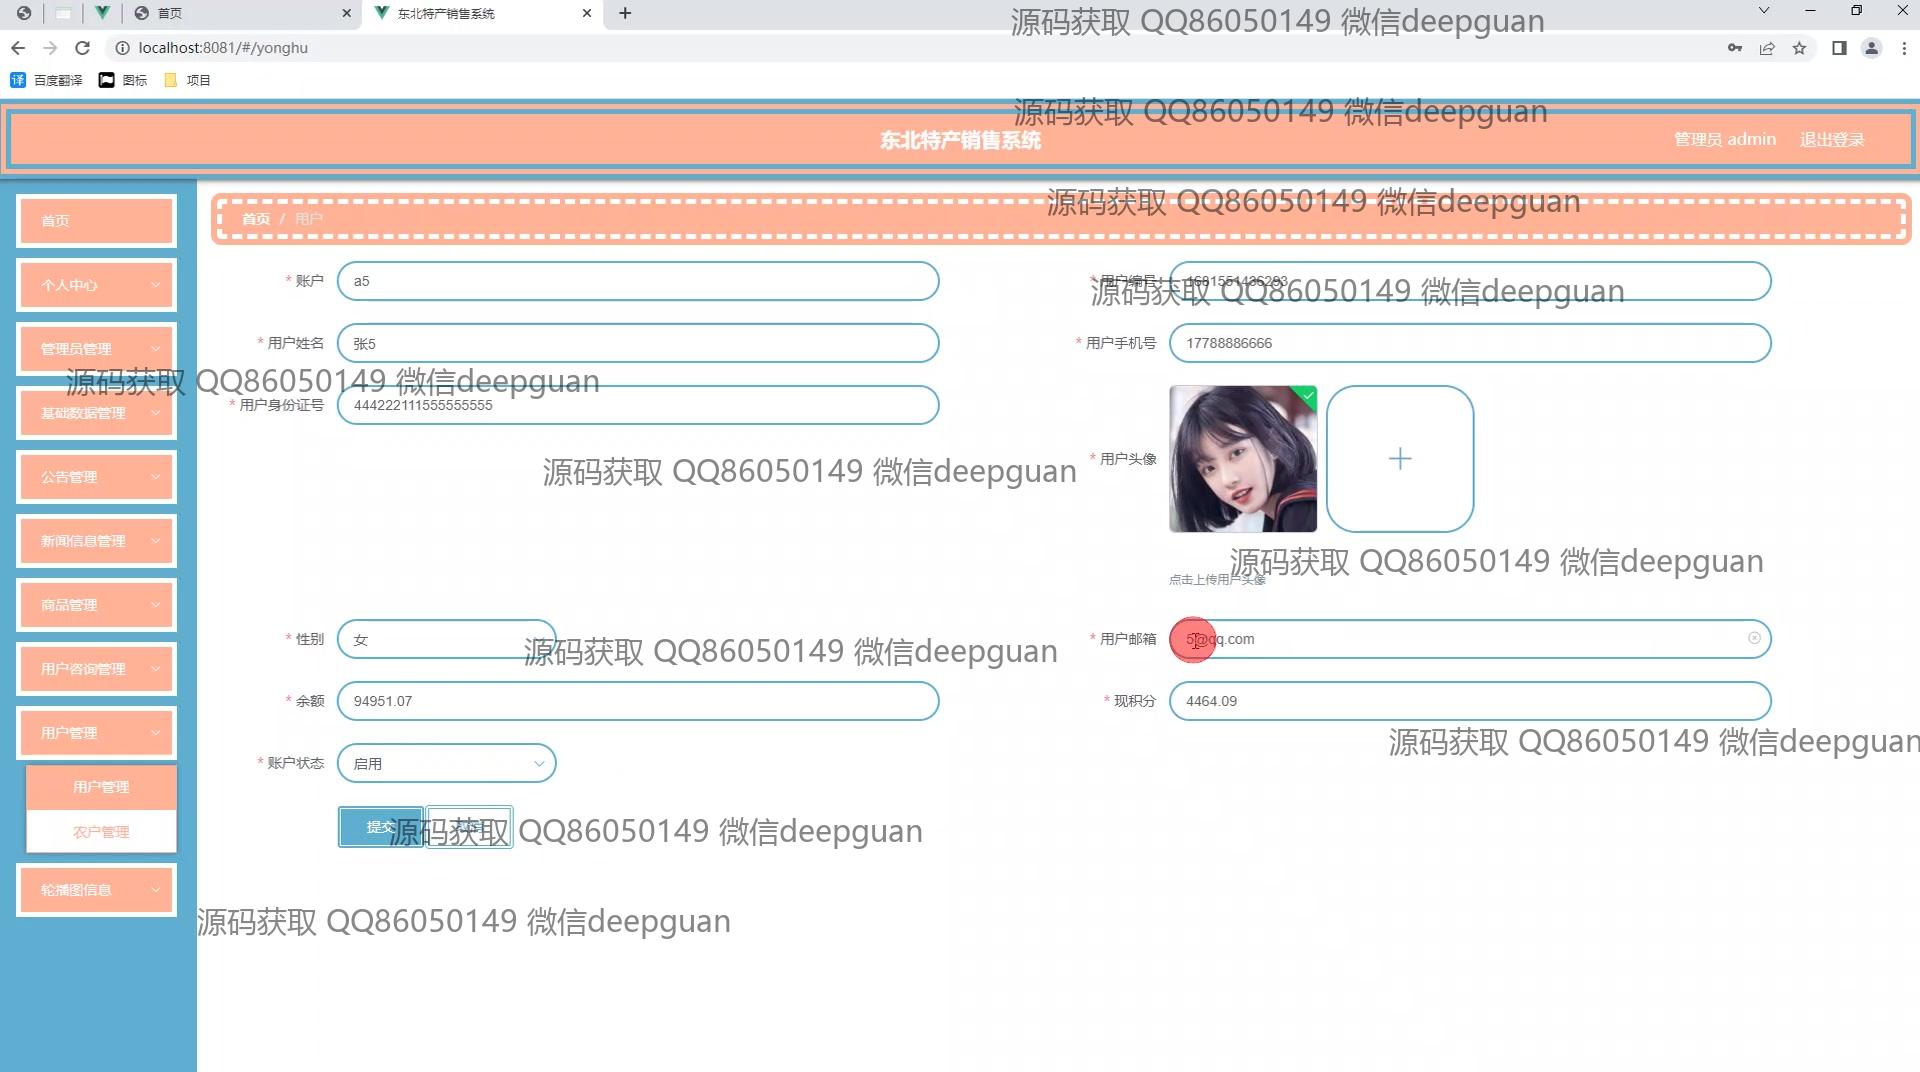 首页
东北特产销售系统
源码获取 QQ86050149 微信deepguan
localhost:8081/#/yonghu
百度翻译
图标
项目
源码获取 QQ86050149 微信deepguan
东北特产销售系统
管理员 admin
退出登录
源码获取 QQ86050149 微信deepguan
首页 / 用户
首页
* 账户 a5
* 用户编号 1681551436293
源码获取 QQ86050149 微信deepguan
个人中心
* 用户姓名 张5
* 用户手机号 17788886666
管理员管理
源码获取 QQ86050149 微信deepguan
* 用户身份证号 444222111555555555
基础数据管理
* 用户头像
源码获取 QQ86050149 微信deepguan
公告管理
新闻信息管理
源码获取 QQ86050149 微信deepguan
点击上传用户头像
商品管理
* 性别 女
* 用户邮箱 5@qq.com
源码获取 QQ86050149 微信deepguan
用户咨询管理
* 余额 94951.07
* 现积分 4464.09
用户管理
源码获取 QQ86050149 微信deepguan
* 账户状态 启用
用户管理
提交
源码获取 QQ86050149 微信deepguan
农户管理
轮播图信息
源码获取 QQ86050149 微信deepguan